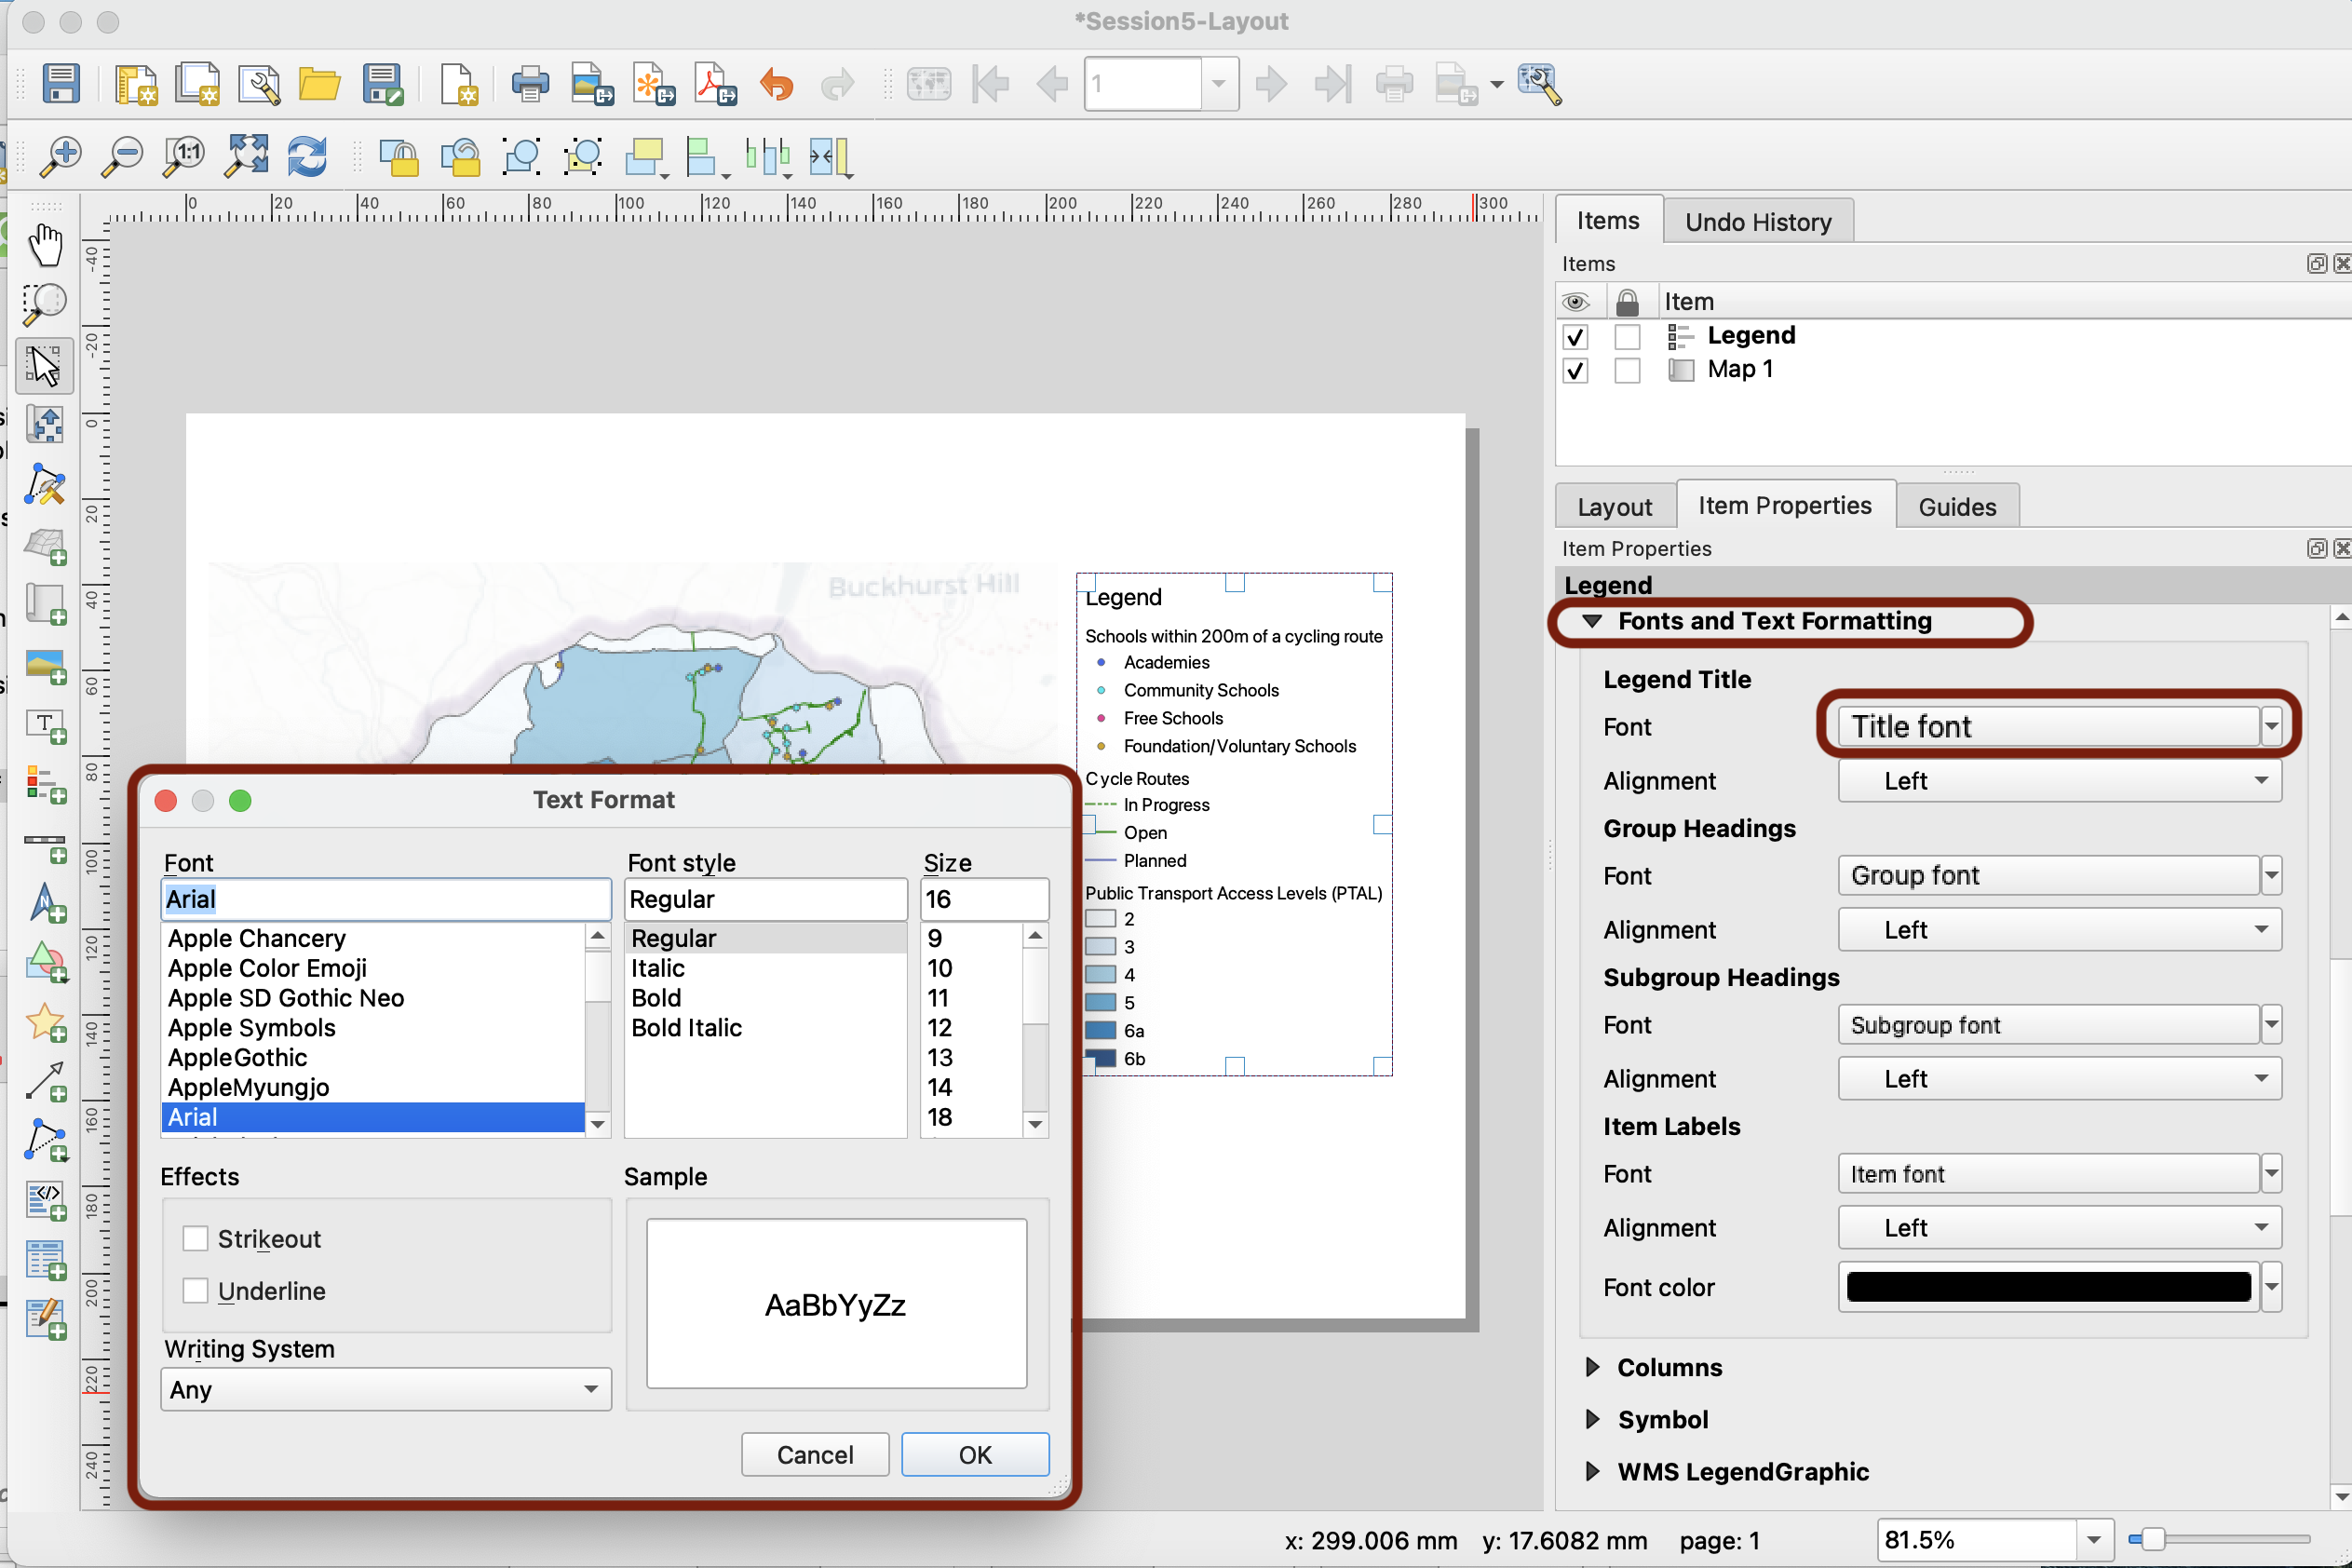 *Session5-Layout
1
1:1
0 20 40 60 80 100 120 140 160 180 200 220 240 260 280 300
-40
-20
0
20
40
60
80
100
120
140
160
180
200
220
240
Items
Undo History
Items
Item
Legend
Map 1
Layout
Item Properties
Guides
Item Properties
Legend
Fonts and Text Formatting
Legend Title
Font Title font
Alignment Left
Group Headings
Font Group font
Alignment Left
Subgroup Headings
Font Subgroup font
Alignment Left
Item Labels
Font Item font
Alignment Left
Font color
Columns
Symbol
WMS LegendGraphic
Buckhurst Hill
Legend
Schools within 200m of a cycling route
Academies
Community Schools
Free Schools
Foundation/Voluntary Schools
Cycle Routes
In Progress
Open
Planned
Public Transport Access Levels (PTAL)
2
3
4
5
6a
6b
Text Format
Font Font style Size
Arial Regular 16
Apple Chancery Regular 9
Apple Color Emoji Italic 10
Apple SD Gothic Neo Bold 11
Apple Symbols Bold Italic 12
AppleGothic 13
AppleMyungjo 14
Arial 18
Effects
Sample
Strikeout
Underline
AaBbYyZz
Writing System
Any
Cancel
OK
x: 299.006 mm y: 17.6082 mm page: 1 81.5%